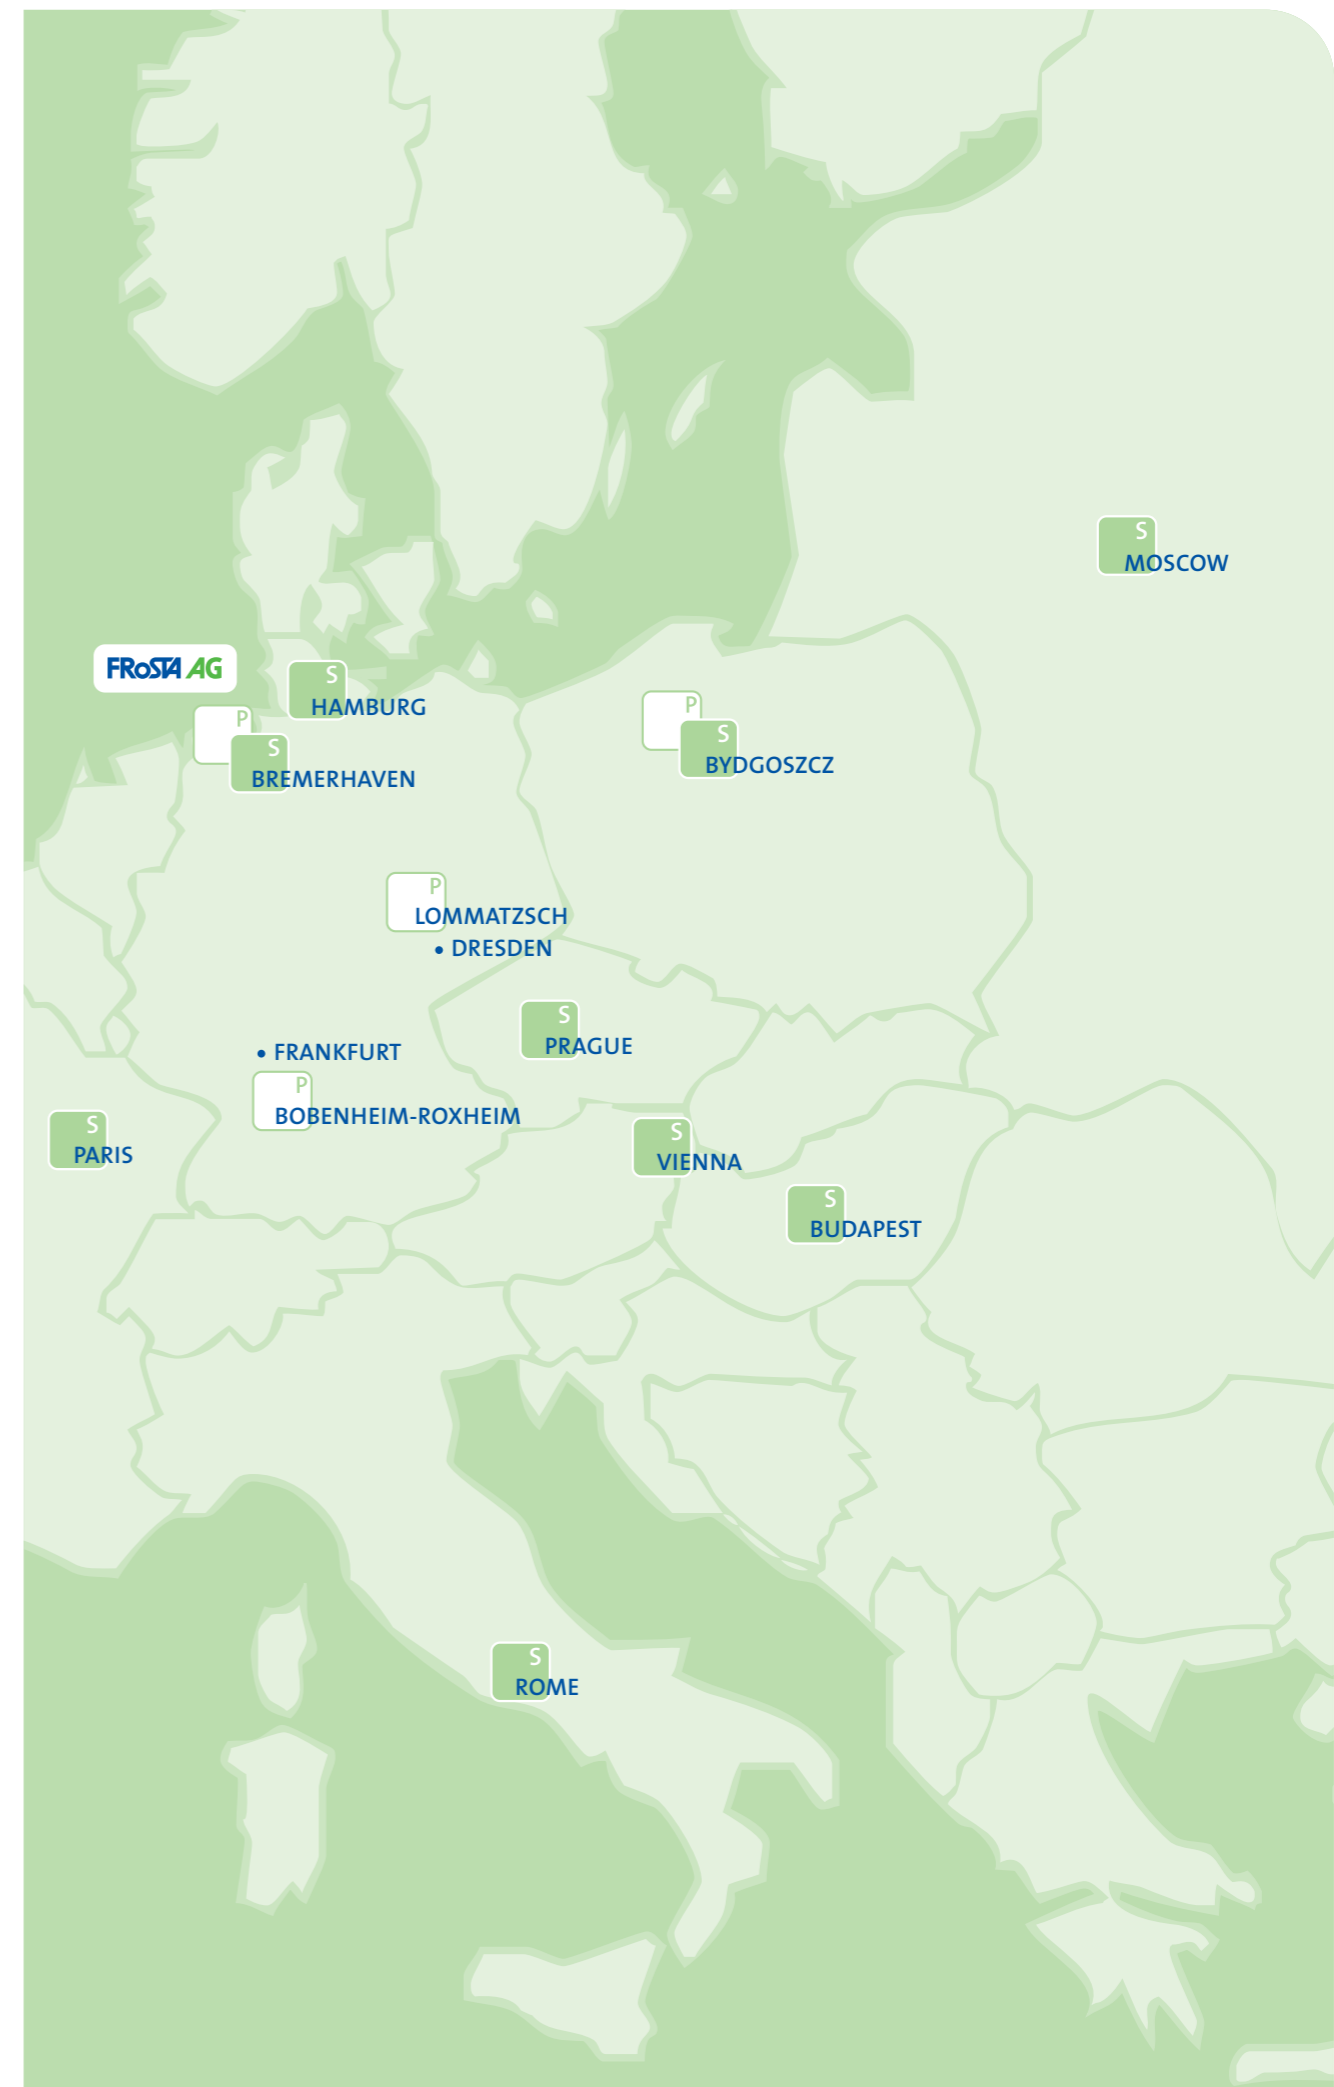 S
MOSCOW
FRoSTA AG
S
HAMBURG
P
S
BREMERHAVEN
P
S
BYDGOSZCZ
P
LOMMATZSCH
• DRESDEN
S
PRAGUE
• FRANKFURT
P
BOBENHEIM-ROXHEIM
S
PARIS
S
VIENNA
S
BUDAPEST
S
ROME